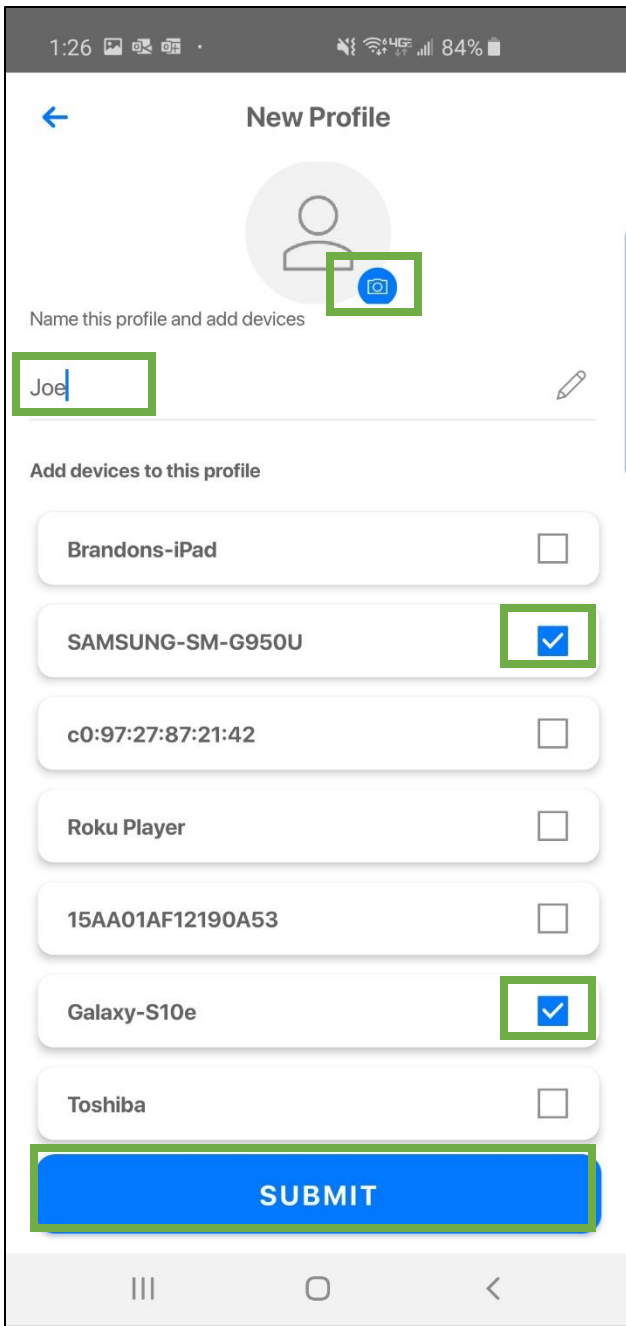 1:26
84%
New Profile
Name this profile and add devices
Joe
Add devices to this profile
Brandons-iPad
SAMSUNG-SM-G950U
c0:97:27:87:21:42
Roku Player
15AA01AF12190A53
Galaxy-S10e
Toshiba
SUBMIT